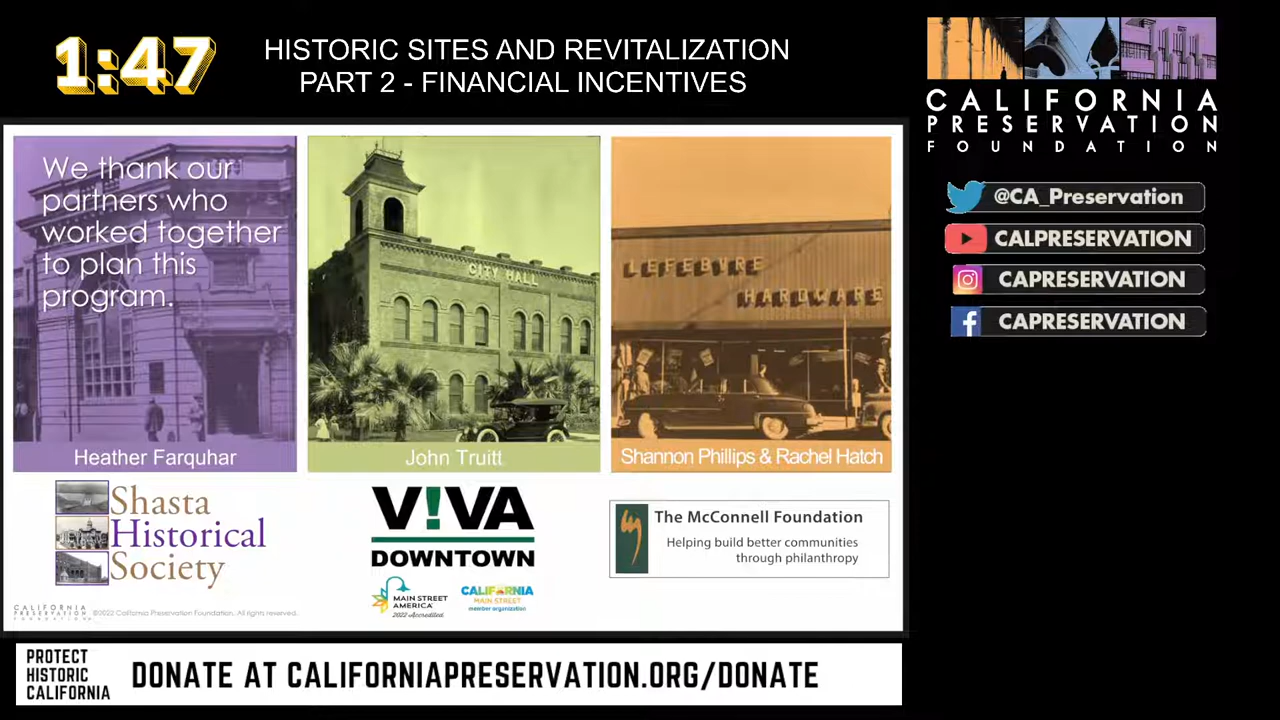 1:47
HISTORIC SITES AND REVITALIZATION
PART 2 - FINANCIAL INCENTIVES
CALIFORNIA
PRESERVATION
FOUNDATION
@CA_Preservation
CALPRESERVATION
CAPRESERVATION
CAPRESERVATION
We thank our
partners who
worked together
to plan this
program.
CITY HALL
LEFEBURE
HARDWARE
Heather Farquhar
John Truitt
Shannon Phillips & Rachel Hatch
Shasta
Historical
Society
V!VA
DOWNTOWN
MAIN STREET
AMERICA
2022 Accredited
CALIFORNIA
MAIN STREET
member organization
The McConnell Foundation
Helping build better communities
through philanthropy
CALIFORNIA
PRESERVATION
FOUNDATION
©2022 California Preservation Foundation. All rights reserved.
PROTECT
HISTORIC
CALIFORNIA
DONATE AT CALIFORNIAPRESERVATION.ORG/DONATE